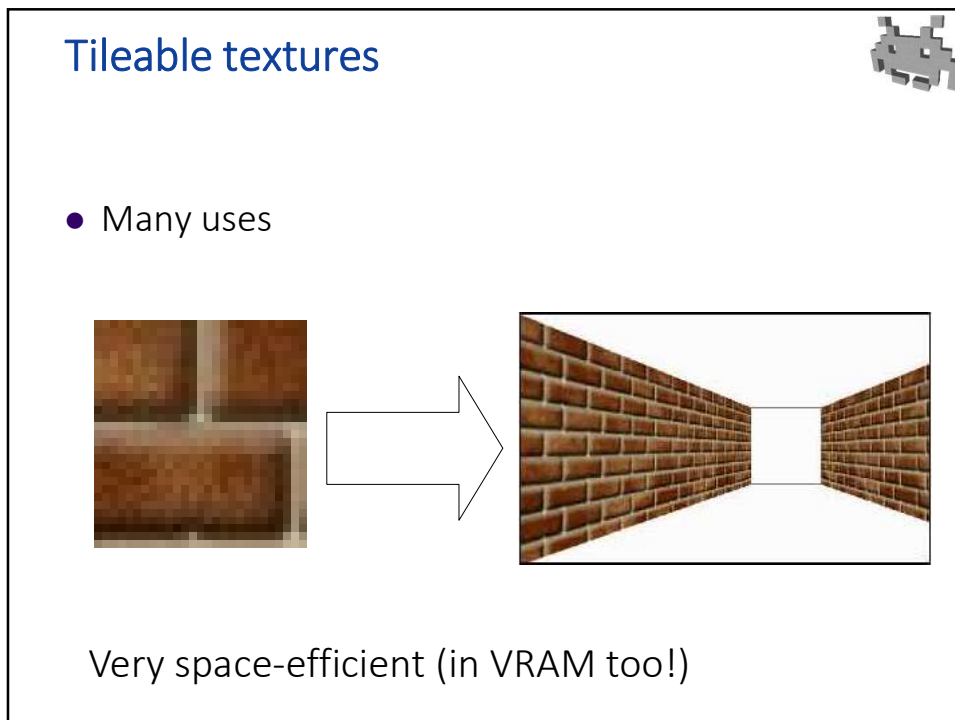 Tileable textures
Many uses
Very space-efficient (in VRAM too!)